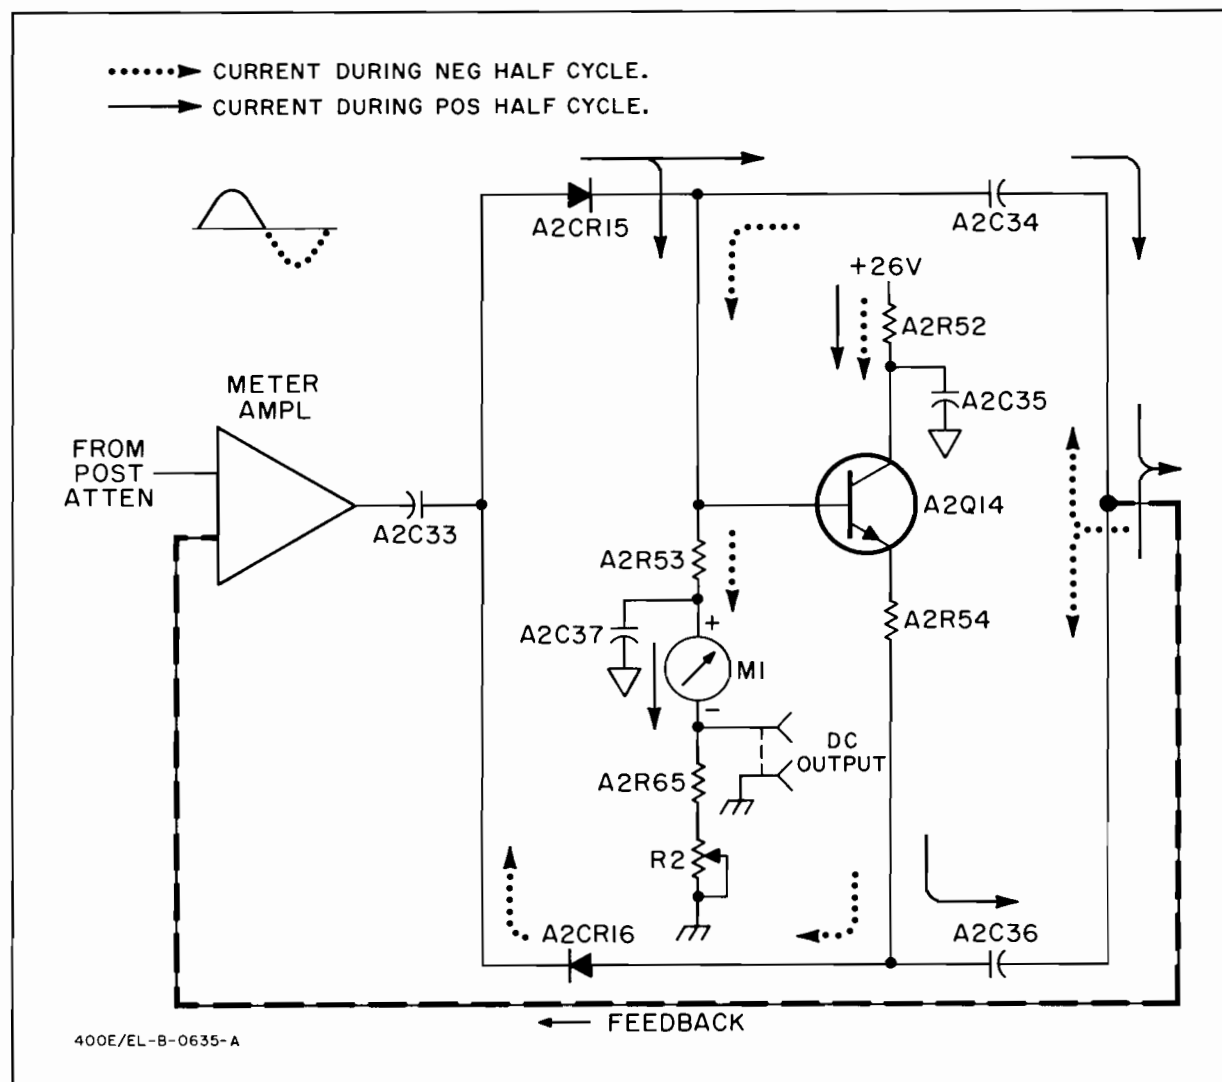 CURRENT DURING NEG HALF CYCLE.
CURRENT DURING POS HALF CYCLE.
A2CR15
A2C34
+26V
A2R52
METER
AMPL
A2C35
FROM
POST
ATTEN
A2C33
A2Q14
A2R53
A2C37
+
M1
A2R54
−
DC
OUTPUT
A2R65
R2
A2CR16
A2C36
FEEDBACK
400E/EL-B-0635-A